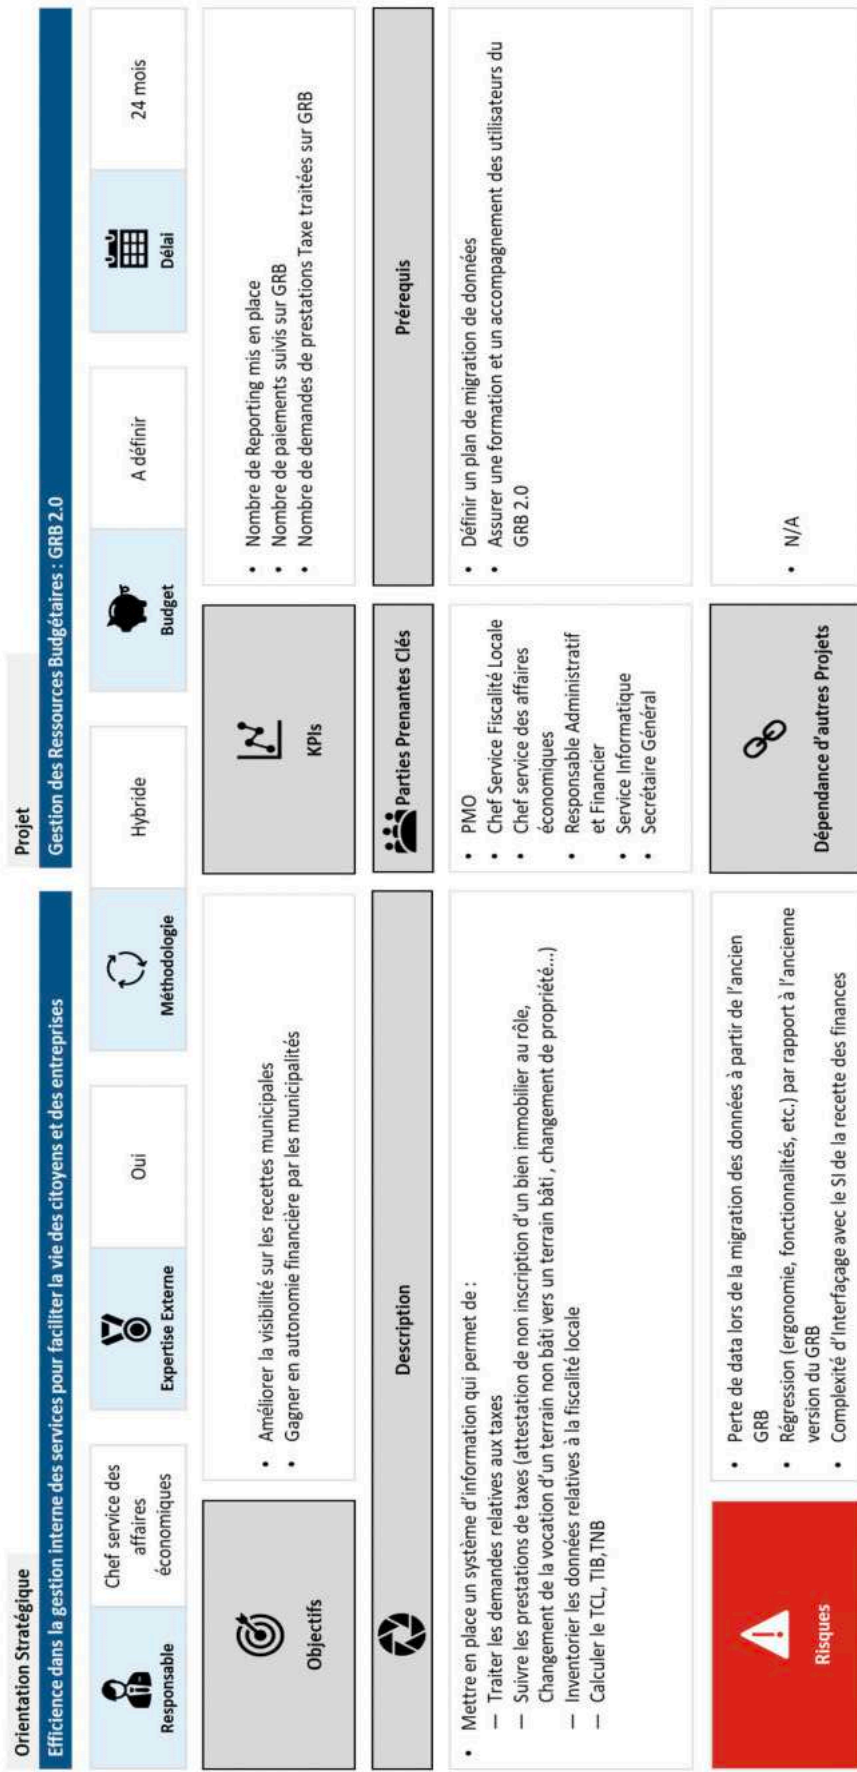 Orientation Stratégique
Efficience dans la gestion interne des services pour faciliter la vie des citoyens et des entreprises
Projet
Gestion des Ressources Budgétaires : GRB 2.0
Responsable
Chef service des
affaires
économiques
Expertise Externe
Oui
Méthodologie
Hybride
Budget
A définir
Délai
24 mois
Objectifs
• Améliorer la visibilité sur les recettes municipales
• Gagner en autonomie financière par les municipalités
KPIs
• Nombre de Reporting mis en place
• Nombre de paiements suivis sur GRB
• Nombre de demandes de prestations Taxe traitées sur GRB
Description
• Mettre en place un système d'information qui permet de :
— Traiter les demandes relatives aux taxes
— Suivre les prestations de taxes (attestation de non inscription d'un bien immobilier au rôle,
Changement de la vocation d'un terrain non bâti vers un terrain bâti , changement de propriété...)
— Inventorier les données relatives à la fiscalité locale
— Calculer le TCL, TIB,TNB
Parties Prenantes Clés
• PMO
• Chef Service Fiscalité Locale
• Chef service des affaires
économiques
• Responsable Administratif
et Financier
• Service Informatique
• Secrétaire Général
Prérequis
• Définir un plan de migration de données
• Assurer une formation et un accompagnement des utilisateurs du
GRB 2.0
Risques
• Perte de data lors de la migration des données à partir de l'ancien
GRB
• Régression (ergonomie, fonctionnalités, etc.) par rapport à l'ancienne
version du GRB
• Complexité d'Interfaçage avec le SI de la recette des finances
Dépendance d'autres Projets
• N/A